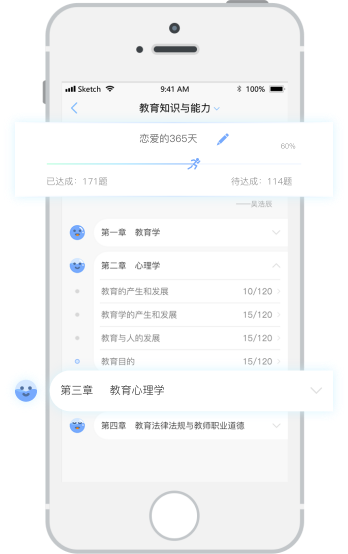 Sketch 9:41 AM 100%
教育知识与能力
恋爱的365天
60%
已达成：171题 待达成：114题
——吴浩辰
第一章 教育学
第二章 心理学
教育的产生和发展 10/120
教育学的产生和发展 15/120
教育与人的发展 15/120
教育目的 15/120
第三章 教育心理学
第四章 教育法律法规与教师职业道德